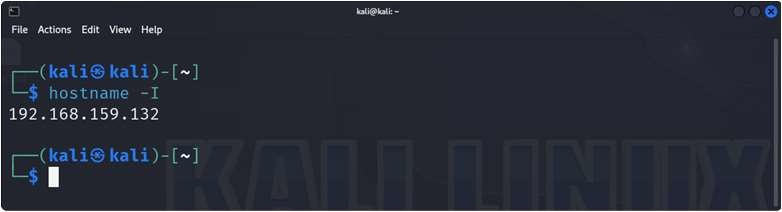 kali@kali: ~
File Actions Edit View Help
┌──(kali㉿kali)-[~]
└─$ hostname -I
192.168.159.132
┌──(kali㉿kali)-[~]
└─$
KALI LINUX